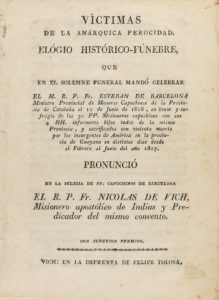 VÍCTIMAS
DE LA ANÁRQUICA FEROCIDAD.
ELÓGIO HISTÓRICO-FÚNEBRE,
QUE
EN EL SOLEMNE FUNERAL MANDÓ CELEBRAR
EL M. R. P. Fr. ESTEBAN DE BARCELONA
Ministro Provincial de Menores Capuchinos de la Provin-
cia de Cataluña el 10 de Junio de 1818, en honor y su-
fragio de los 30 PP. Misioneros capuchinos con sus
4 HH. enfermeros hijos todos de la misma
Provincia, y sacrificados con violenta muerte
por los insurgentes de América en la provin-
cia de Guayana en distintos dias desde
el Febrero al Junio del año 1817.
PRONUNCIÓ
EN LA IGLESIA DE PP. CAPUCHINOS DE BARCELONA
EL R. P. Fr. NICOLAS DE VICH,
Misionero apostólico de Indias y Pre-
dicador del mismo convento.
CON SUPERIOR PERMISO.
VICH: EN LA IMPRENTA DE FELIPE TOLOSA.